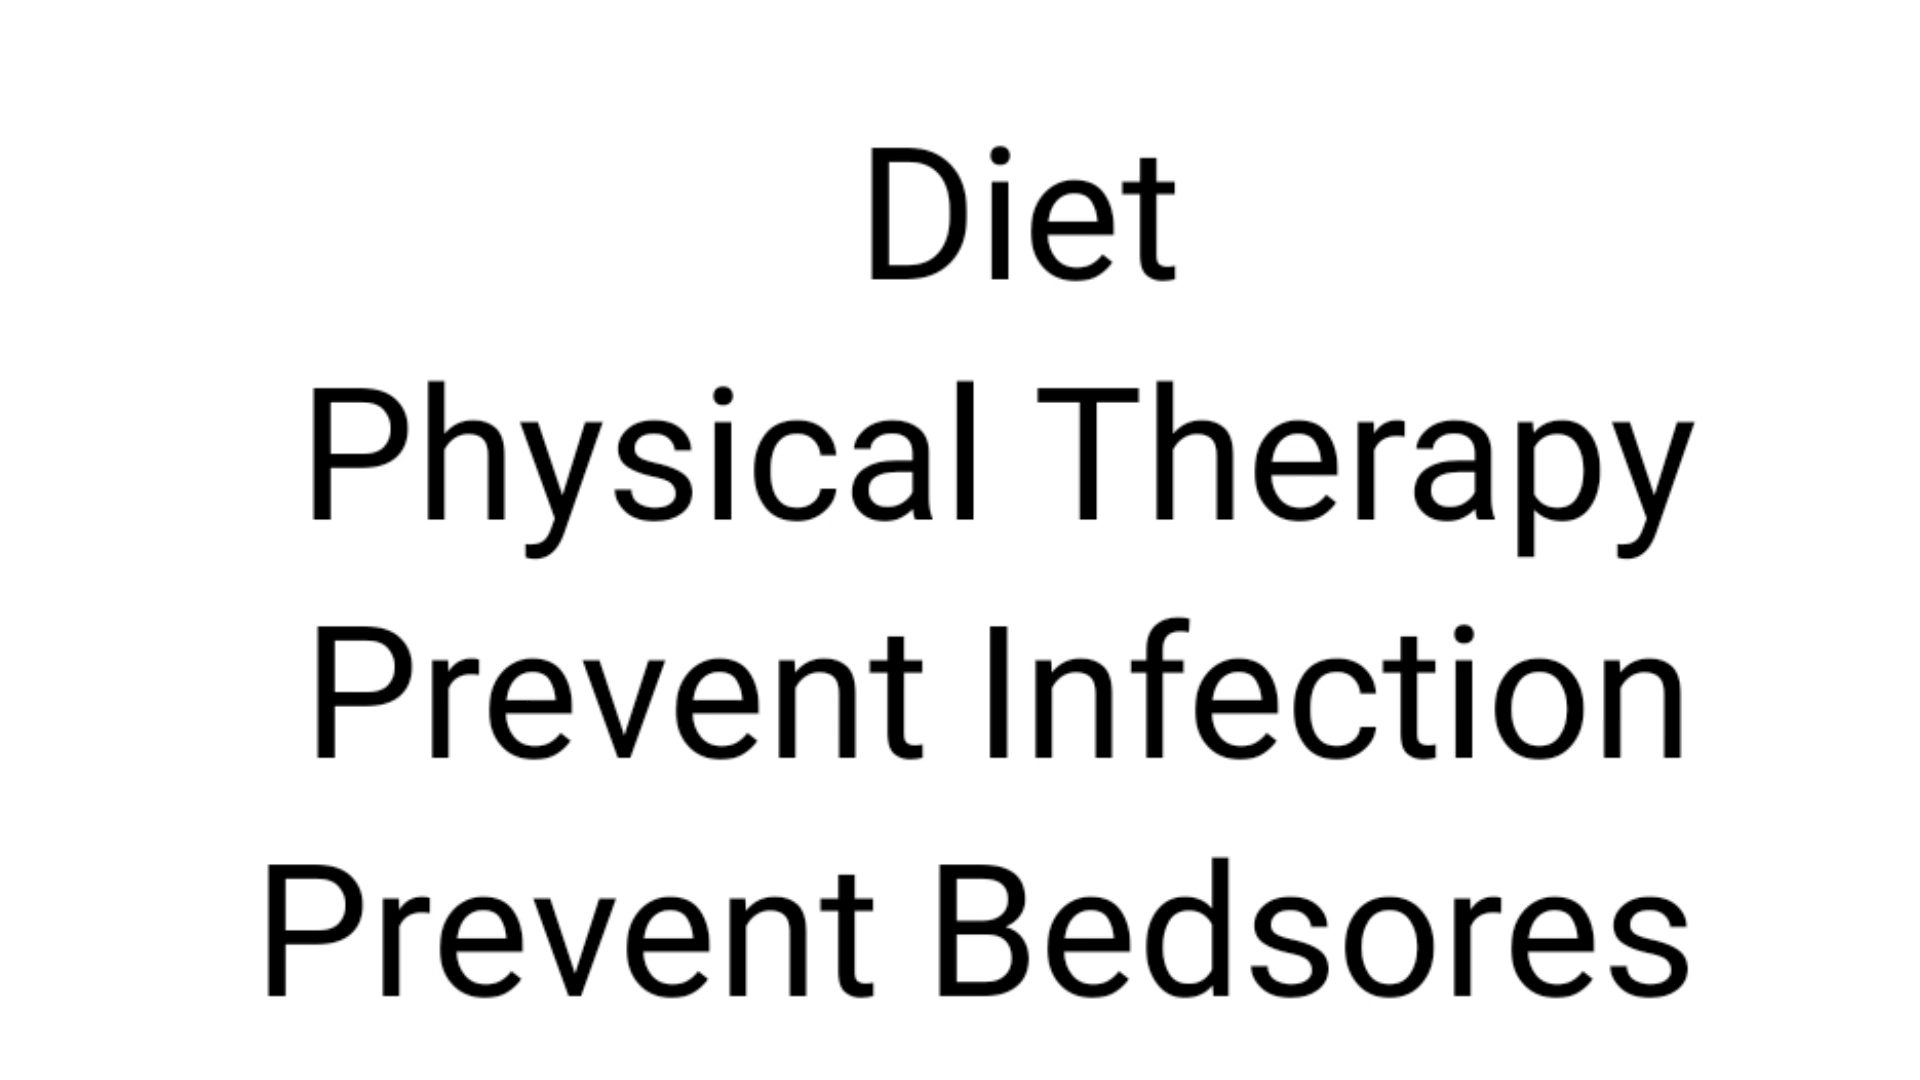 Diet
Physical Therapy
Prevent Infection
Prevent Bedsores